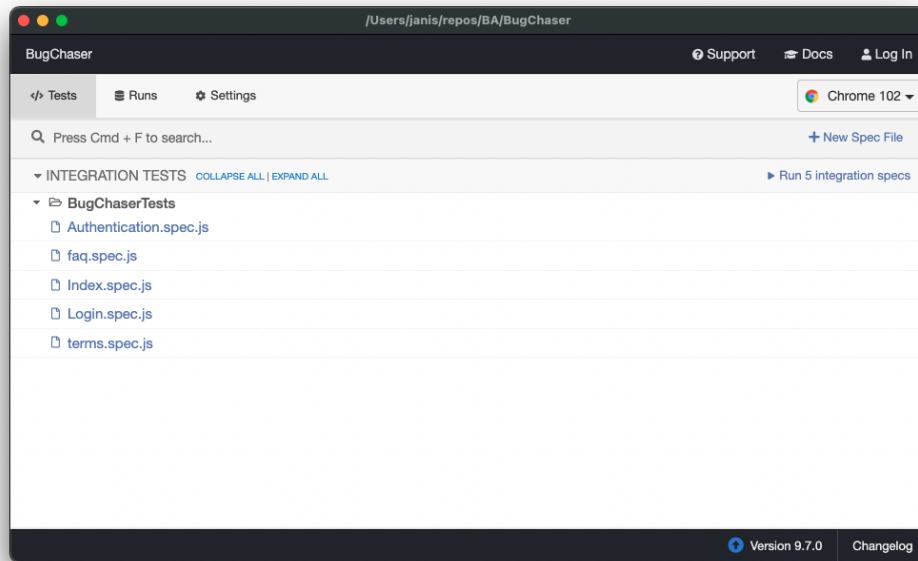 /Users/janis/repos/BA/BugChaser
BugChaser Support Docs Log In
</> Tests Runs Settings Chrome 102
Press Cmd + F to search... + New Spec File
INTEGRATION TESTS COLLAPSE ALL | EXPAND ALL Run 5 integration specs
BugChaserTests
Authentication.spec.js
faq.spec.js
Index.spec.js
Login.spec.js
terms.spec.js
Version 9.7.0 Changelog